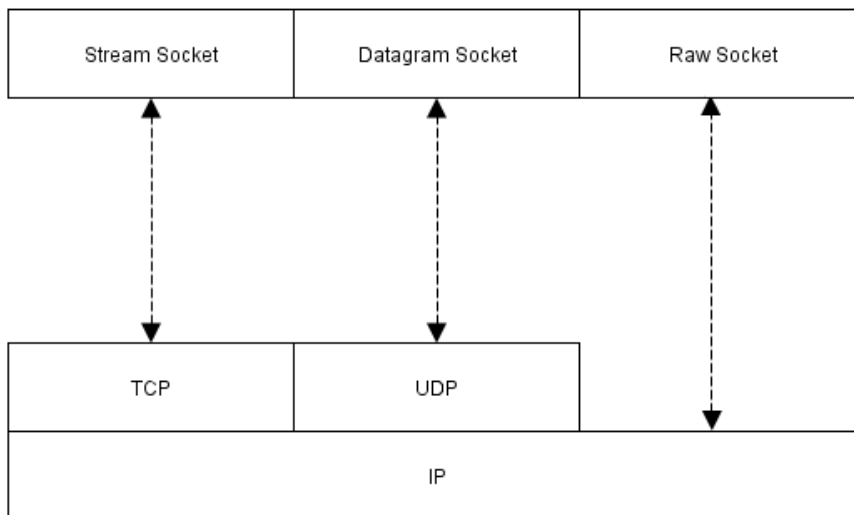 Stream Socket
Datagram Socket
Raw Socket
TCP
UDP
IP